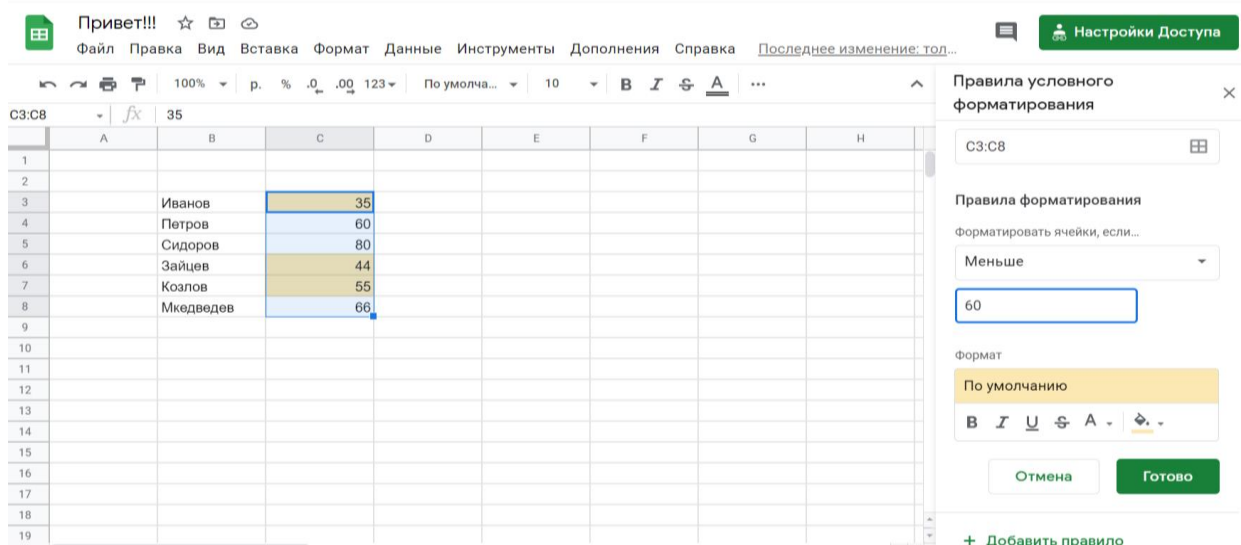 Привет!!!
Файл Правка Вид Вставка Формат Данные Инструменты Дополнения Справка Последнее изменение: тол...
Настройки Доступа
100% р. % .0 .00 123 По умолча... 10 B I S A ...
C3:C8 fx 35
A B C D E F G H
1
2
3 Иванов 35
4 Петров 60
5 Сидоров 80
6 Зайцев 44
7 Козлов 55
8 Мкедведев 66
9
10
11
12
13
14
15
16
17
18
19
Правила условного
форматирования
C3:C8
Правила форматирования
Форматировать ячейки, если...
Меньше
60
Формат
По умолчанию
B I U S A
Отмена Готово
+ Добавить правило